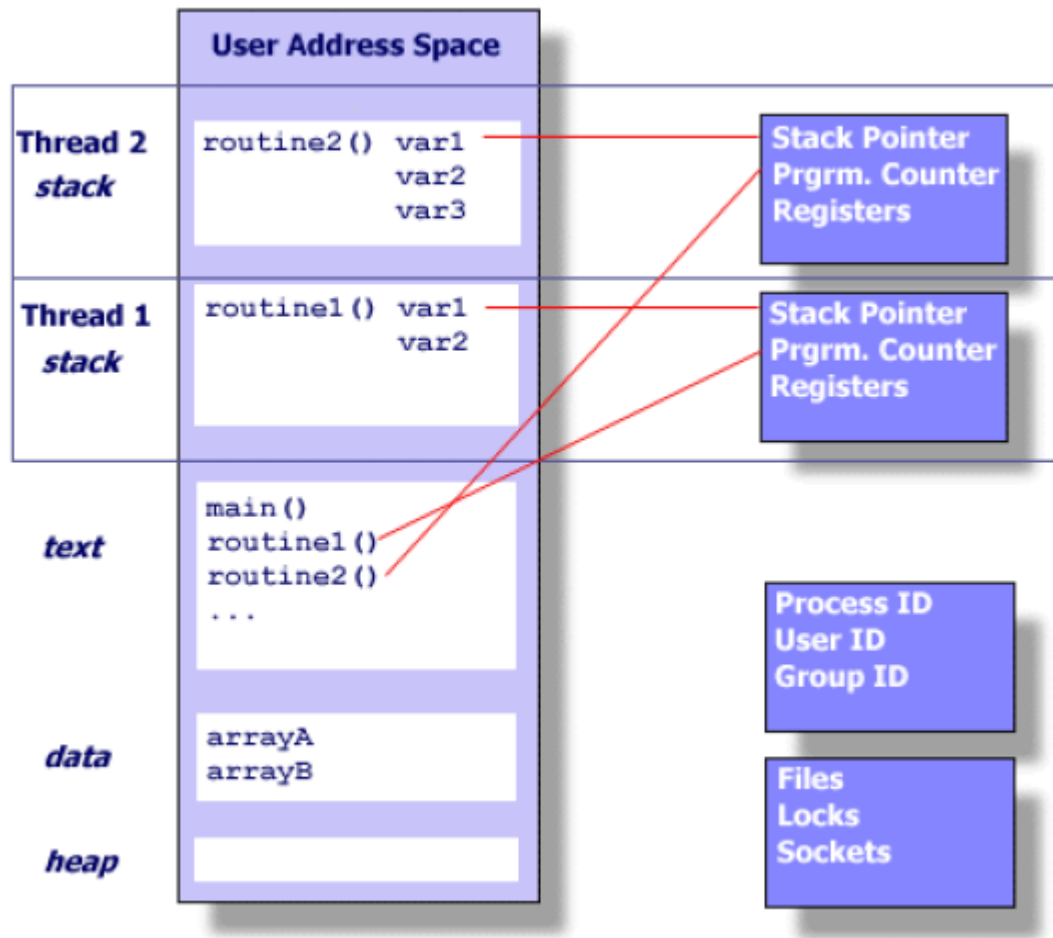 User Address Space
Thread 2
stack
routine2() var1
var2
var3
Stack Pointer
Prgrm. Counter
Registers
Thread 1
stack
routine1() var1
var2
Stack Pointer
Prgrm. Counter
Registers
text
main()
routine1()
routine2()
...
Process ID
User ID
Group ID
data
arrayA
arrayB
Files
Locks
Sockets
heap